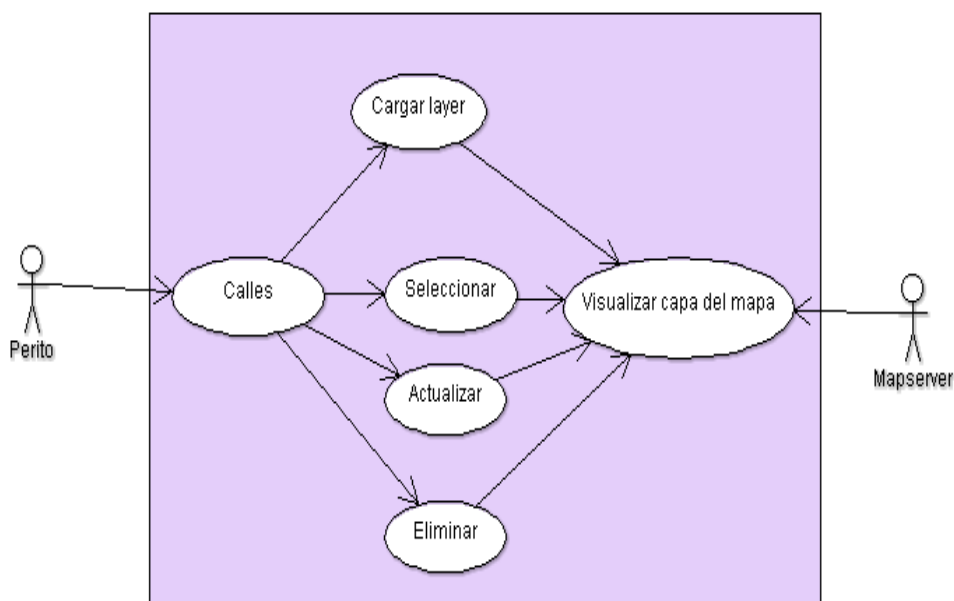 Cargar layer
Calles
Seleccionar
Visualizar capa del mapa
Perito
Mapserver
Actualizar
Eliminar